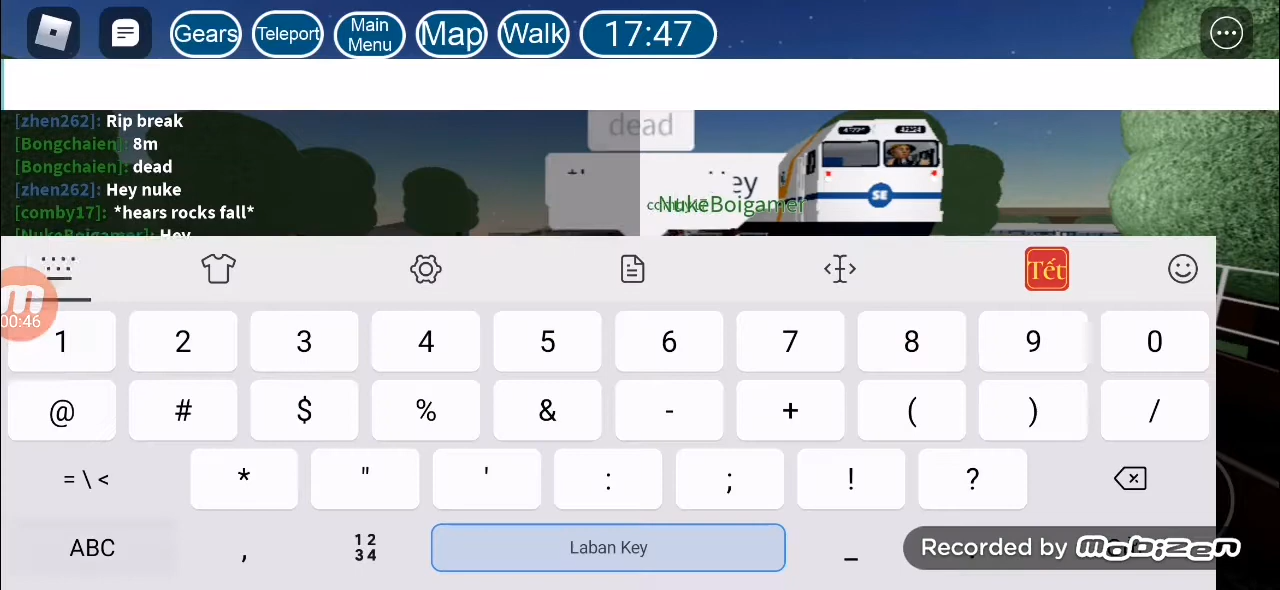 Gears
Teleport
Main
Menu
Map
Walk
17:47
[zhen262]: Rip break
[Bongchaien]: 8m
[Bongchaien]: dead
[zhen262]: Hey nuke
[comby17]: *hears rocks fall*
[NukeBoigamer]: Hey
dead
NukeBoigamer
SE
00:46
Tết
1 2 3 4 5 6 7 8 9 0
@ # $ % & - + ( ) /
= \ < * " ' : ; ! ?
ABC , 1 2 3 4 Laban Key _
Recorded by mobizen